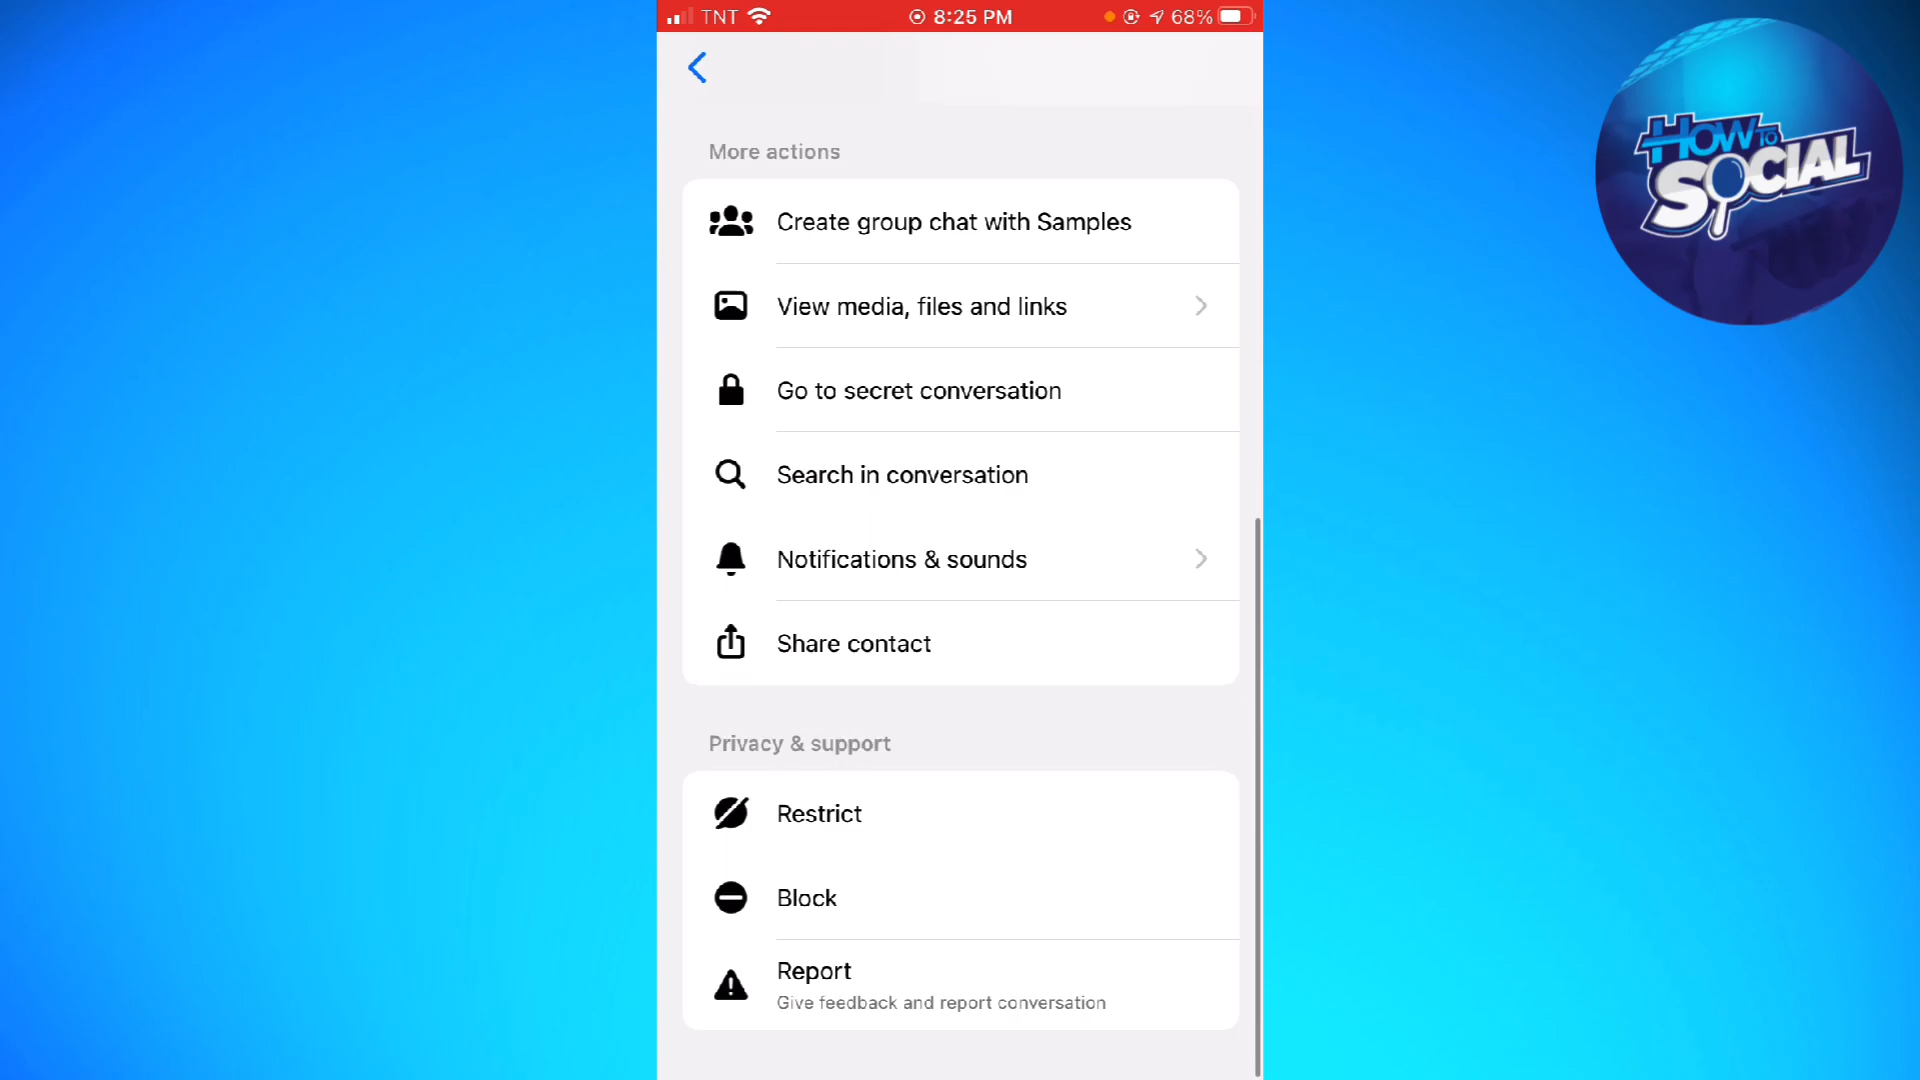 TNT 8:25 PM 68%
HOW TO
SOCIAL
More actions
Create group chat with Samples
View media, files and links
Go to secret conversation
Search in conversation
Notifications & sounds
Share contact
Privacy & support
Restrict
Block
Report
Give feedback and report conversation